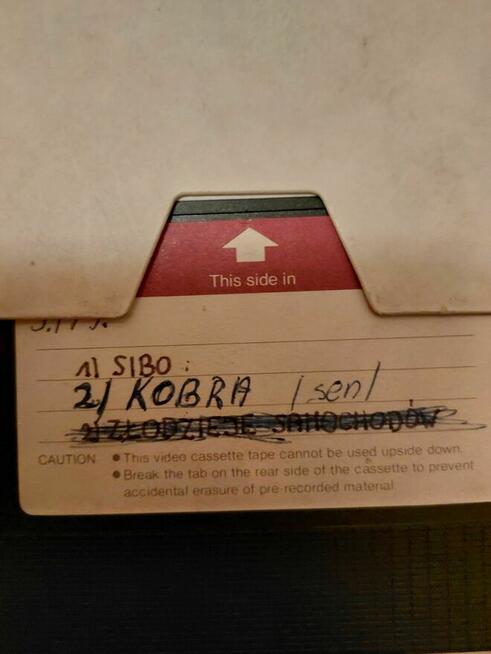 This side in
1) SIBO :
2) KOBRA /sen/
2) ZŁODZIEJE SAMOCHODÓW
CAUTION ● This video cassette tape cannot be used upside down.
● Break the tab on the rear side of the cassette to prevent
accidental erasure of pre-recorded material.